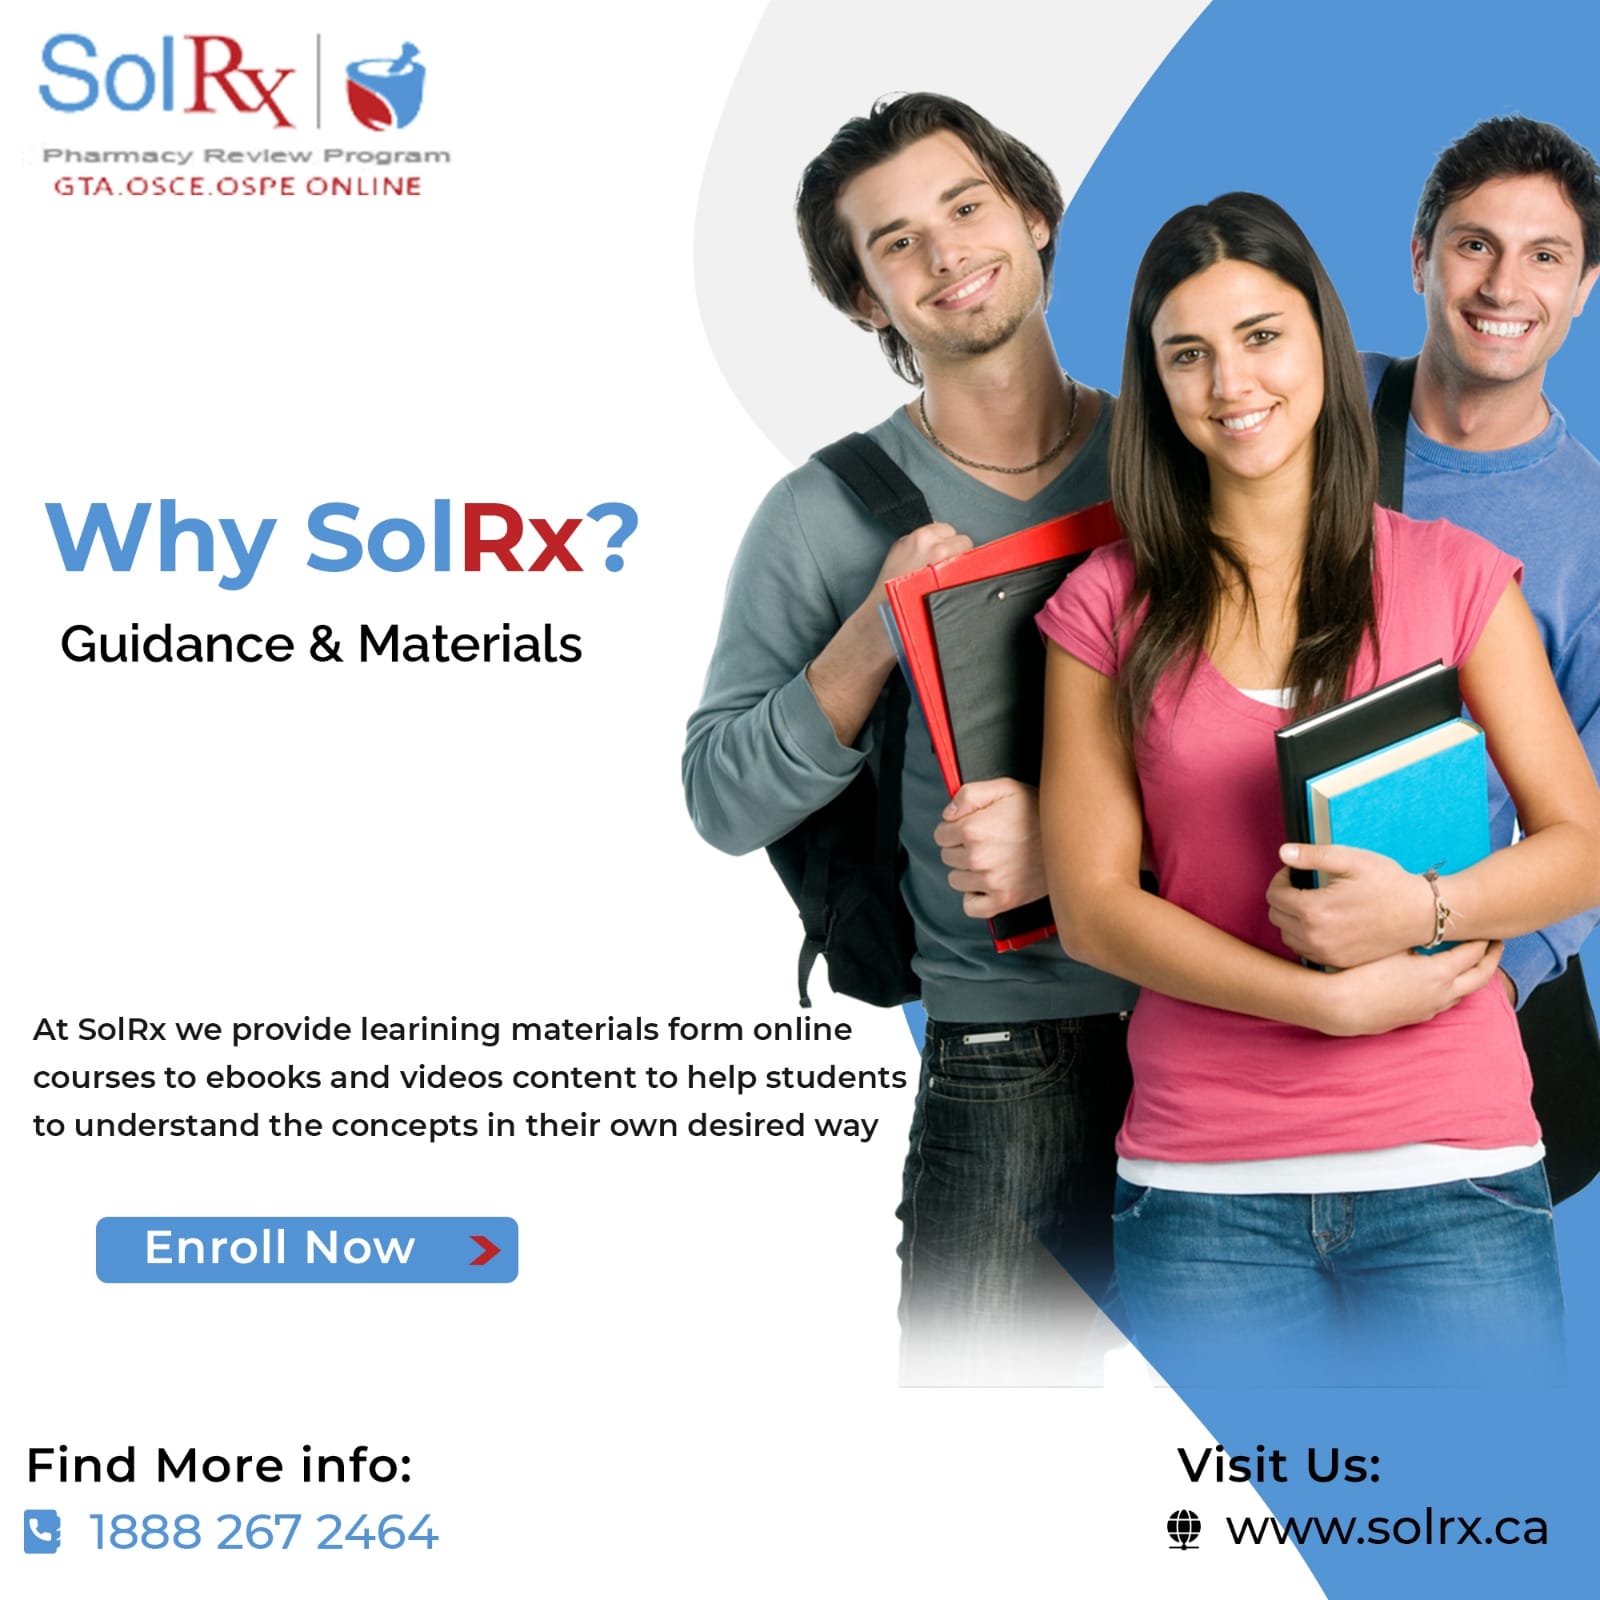 SolRx
Pharmacy Review Program
GTA.OSCE.OSPE ONLINE
Why SolRx?
Guidance & Materials
At SolRx we provide learining materials form online
courses to ebooks and videos content to help students
to understand the concepts in their own desired way
Enroll Now
Find More info:
1888 267 2464
Visit Us:
www.solrx.ca